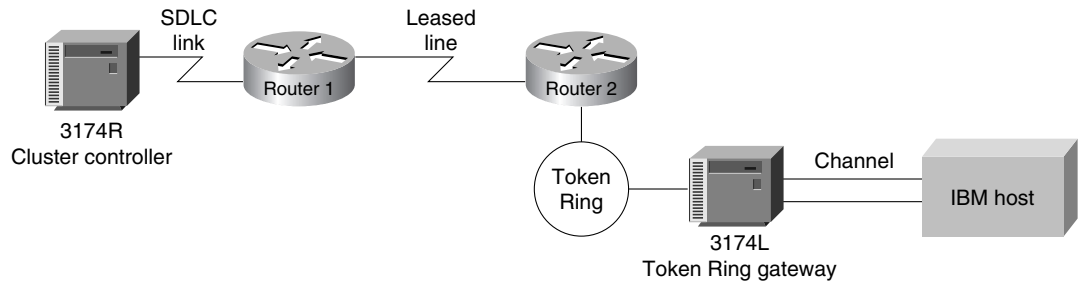 SDLC
link
Leased
line
Router 1
Router 2
3174R
Cluster controller
Token
Ring
Channel
IBM host
3174L
Token Ring gateway